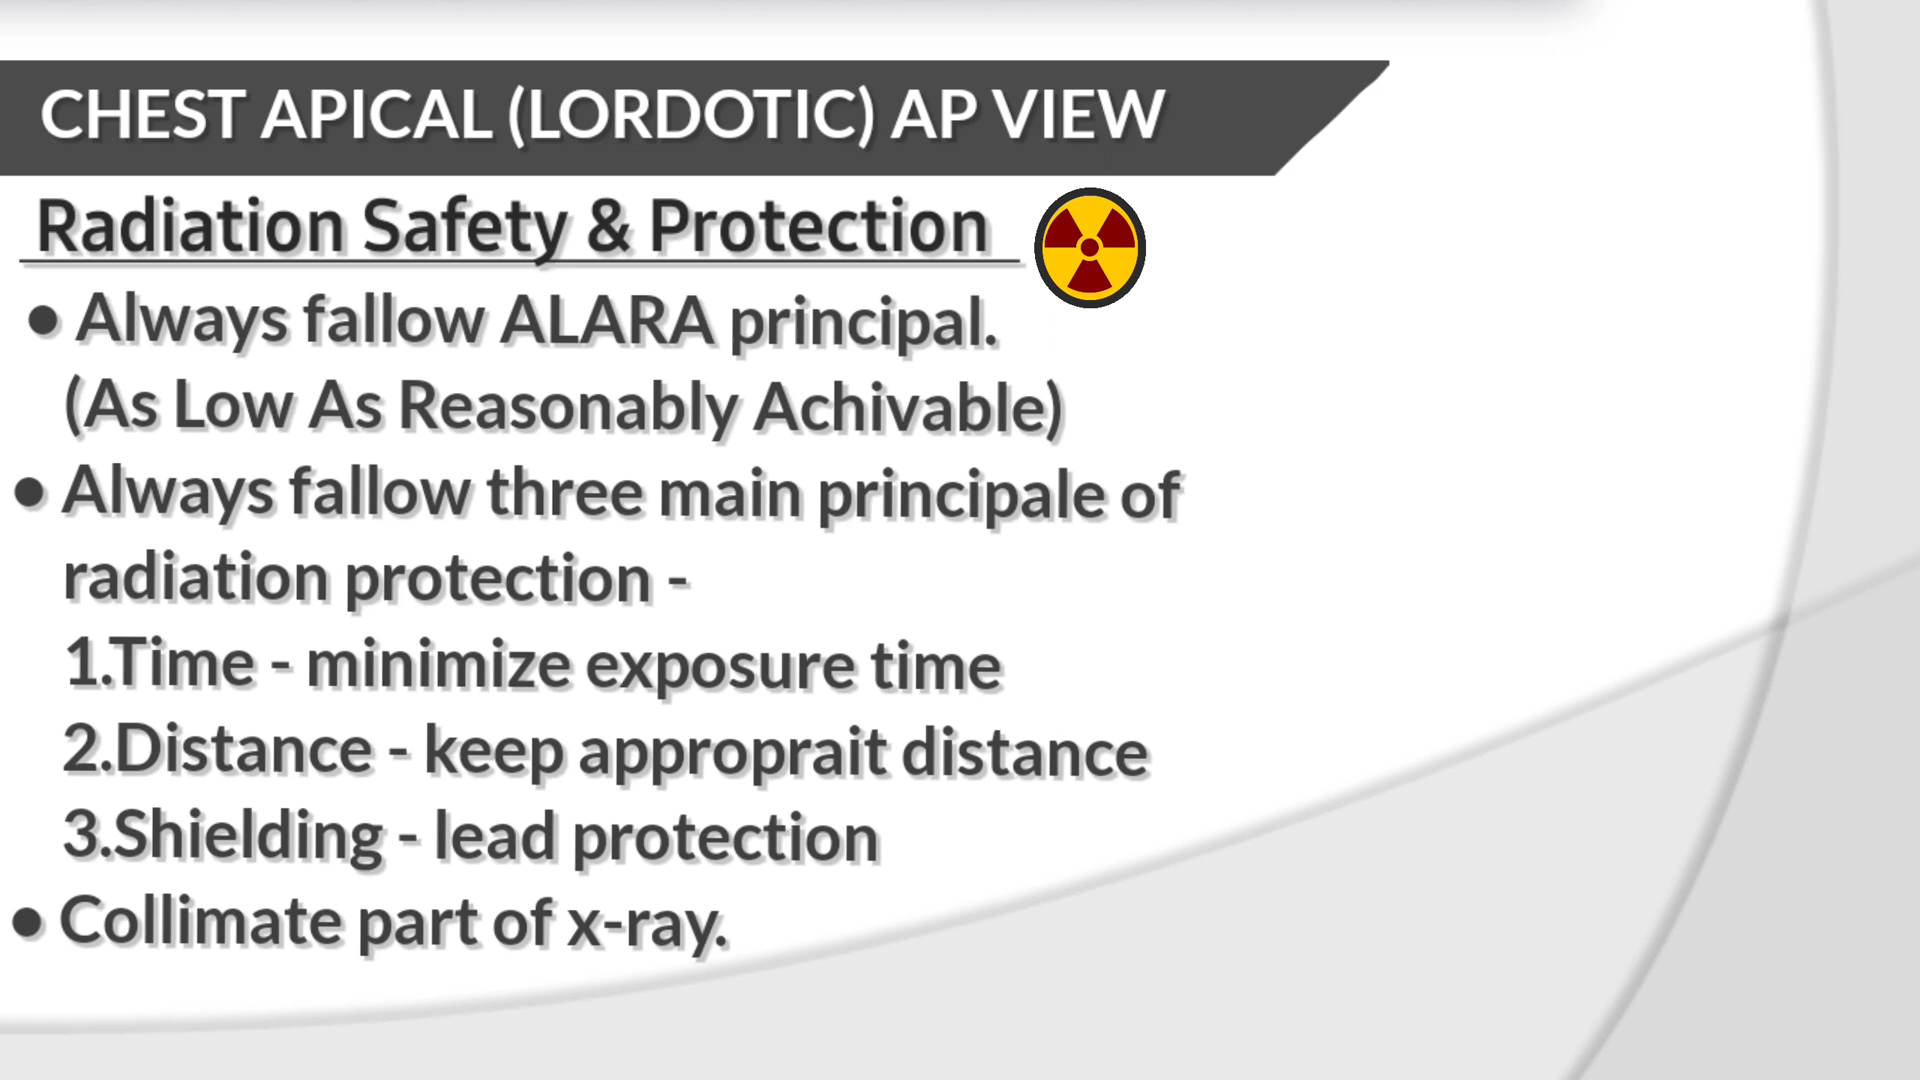 CHEST APICAL (LORDOTIC) AP VIEW
Radiation Safety & Protection
• Always fallow ALARA principal.
(As Low As Reasonably Achivable)
• Always fallow three main principale of
radiation protection -
1.Time - minimize exposure time
2.Distance - keep approprait distance
3.Shielding - lead protection
• Collimate part of x-ray.